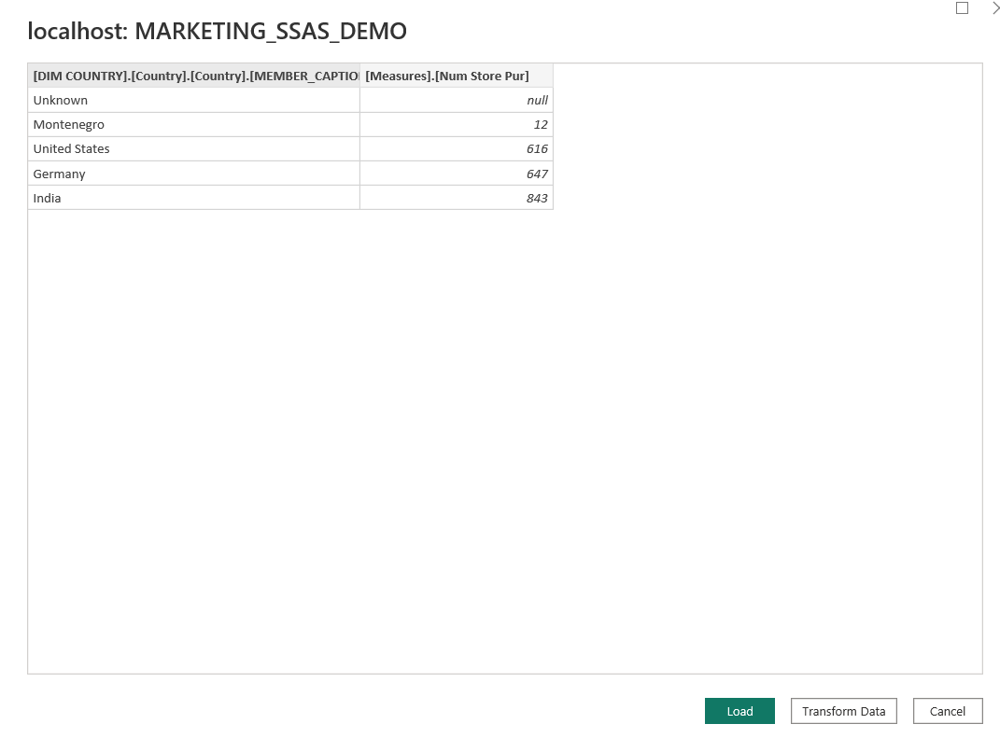 localhost: MARKETING_SSAS_DEMO
[DIM COUNTRY].[Country].[Country].[MEMBER_CAPTIO [Measures].[Num Store Pur]
Unknown null
Montenegro 12
United States 616
Germany 647
India 843
Load Transform Data Cancel